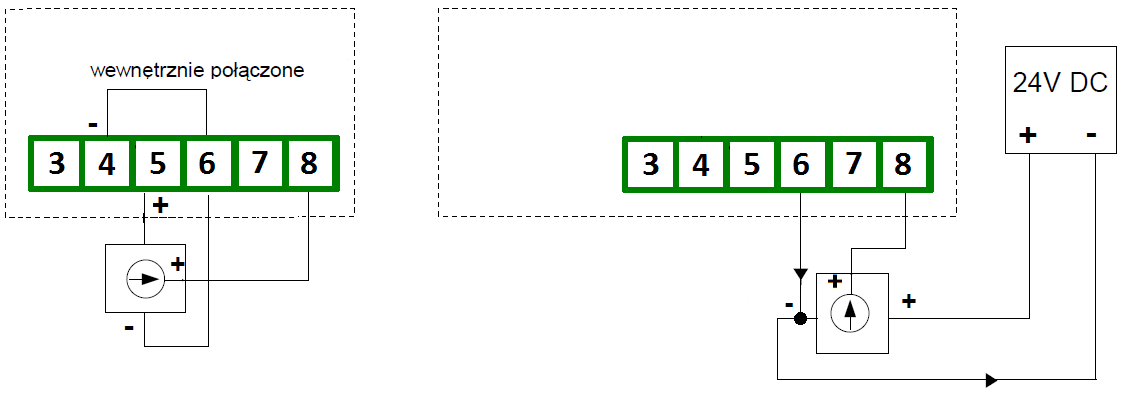 wewnętrznie połączone
-
3 4 5 6 7 8
+
+
-
24V DC
+ -
3 4 5 6 7 8
+
- +